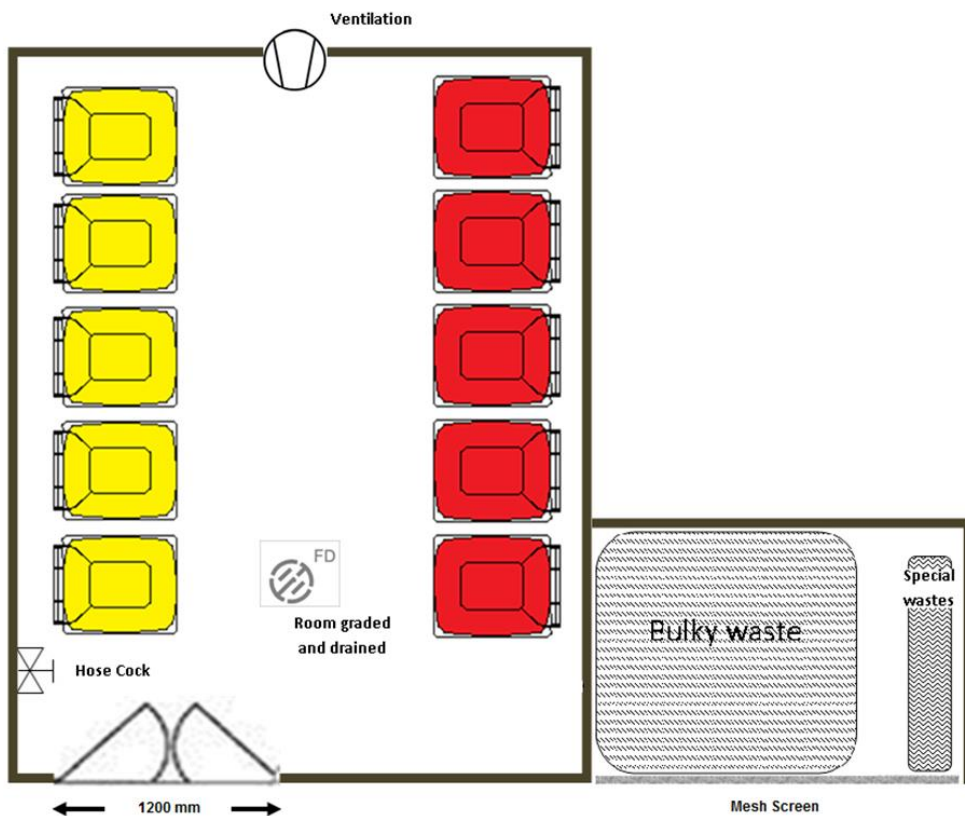 Ventilation
FD
Room graded
and drained
Hose Cock
Special
wastes
Bulky waste
1200 mm
Mesh Screen